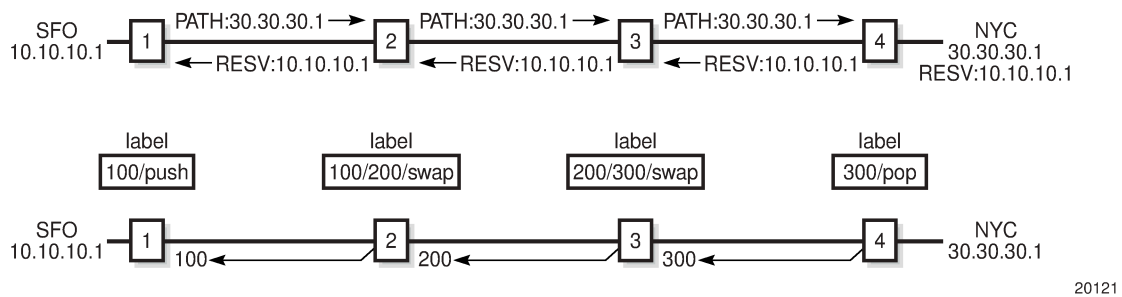 SFO
10.10.10.1
1
PATH:30.30.30.1
RESV:10.10.10.1
2
PATH:30.30.30.1
RESV:10.10.10.1
3
PATH:30.30.30.1
RESV:10.10.10.1
4
NYC
30.30.30.1
RESV:10.10.10.1
label
100/push
label
100/200/swap
label
200/300/swap
label
300/pop
SFO
10.10.10.1
1
100
2
200
3
300
4
NYC
30.30.30.1
20121